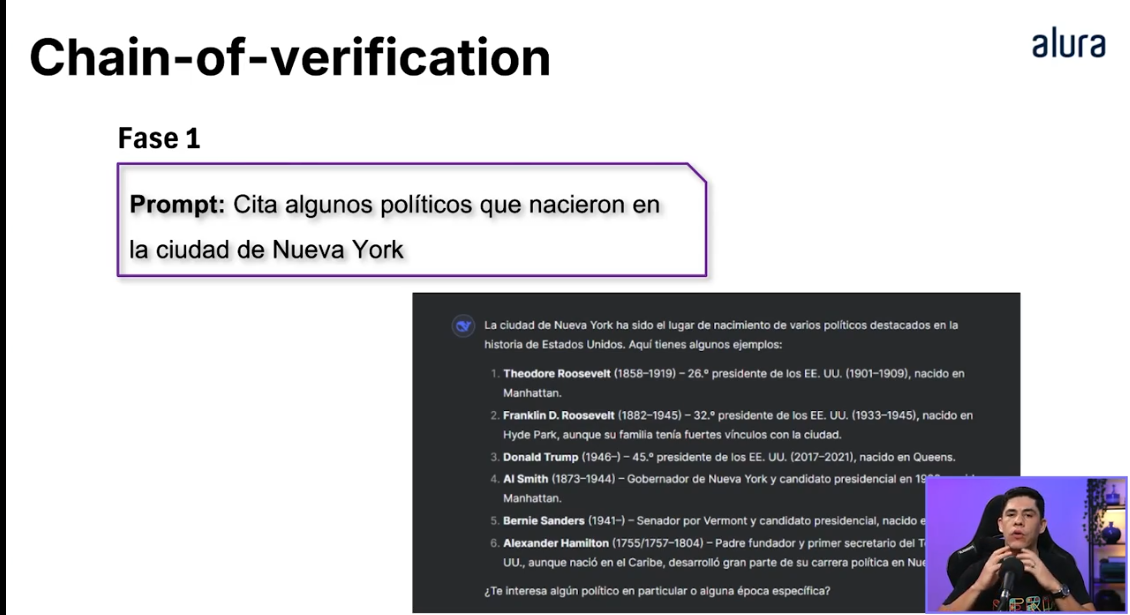 Chain-of-verification
alura
Fase 1
Prompt: Cita algunos políticos que nacieron en
la ciudad de Nueva York
La ciudad de Nueva York ha sido el lugar de nacimiento de varios políticos destacados en la
historia de Estados Unidos. Aquí tienes algunos ejemplos:
1. Theodore Roosevelt (1858–1919) – 26.º presidente de los EE. UU. (1901–1909), nacido en
Manhattan.
2. Franklin D. Roosevelt (1882–1945) – 32.º presidente de los EE. UU. (1933–1945), nacido en
Hyde Park, aunque su familia tenía fuertes vínculos con la ciudad.
3. Donald Trump (1946–) – 45.º presidente de los EE. UU. (2017–2021), nacido en Queens.
4. Al Smith (1873–1944) – Gobernador de Nueva York y candidato presidencial en
Manhattan.
5. Bernie Sanders (1941–) – Senador por Vermont y candidato presidencial, nacido
6. Alexander Hamilton (1755/1757–1804) – Padre fundador y primer secretario del
UU., aunque nació en el Caribe, desarrolló gran parte de su carrera política en
¿Te interesa algún político en particular o alguna época específica?